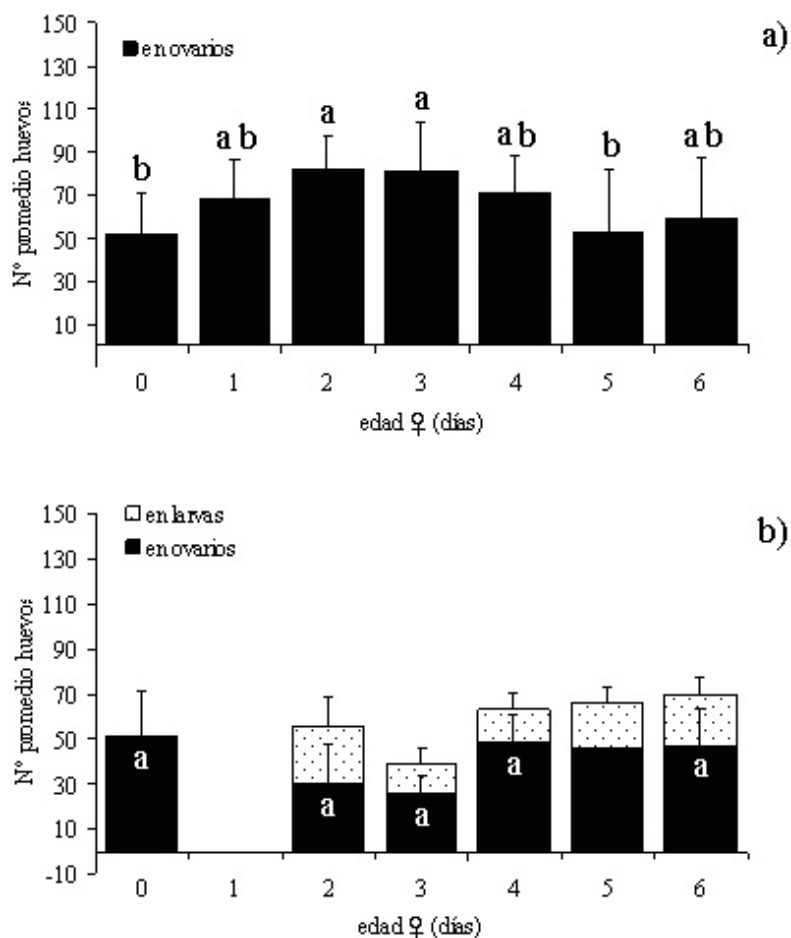 a)
en ovarios
N° promedio huevos
150
130
110
90
70
50
30
10
b
a b
a
a
a b
b
a b
0 1 2 3 4 5 6
edad ♀ (días)
b)
en larvas
en ovarios
N° promedio huevos
150
130
110
90
70
50
30
10
-10
a
a
a
a
a
0 1 2 3 4 5 6
edad ♀ (días)